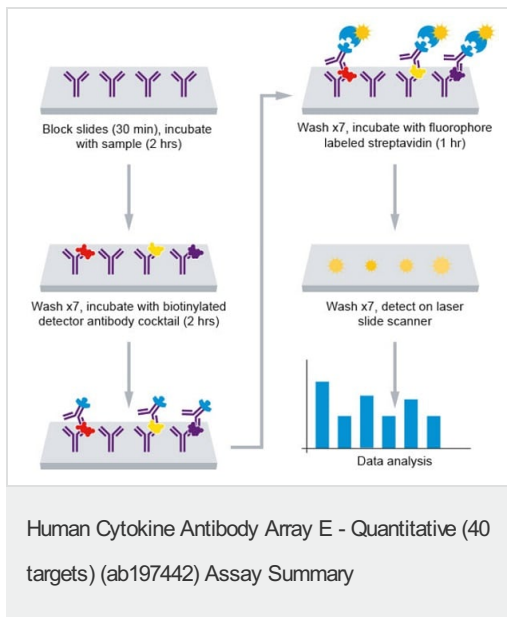 Block slides (30 min), incubate
with sample (2 hrs)
Wash x7, incubate with biotinylated
detector antibody cocktail (2 hrs)
Wash x7, incubate with fluorophore
labeled streptavidin (1 hr)
Wash x7, detect on laser
slide scanner
Data analysis
Human Cytokine Antibody Array E - Quantitative (40
targets) (ab197442) Assay Summary